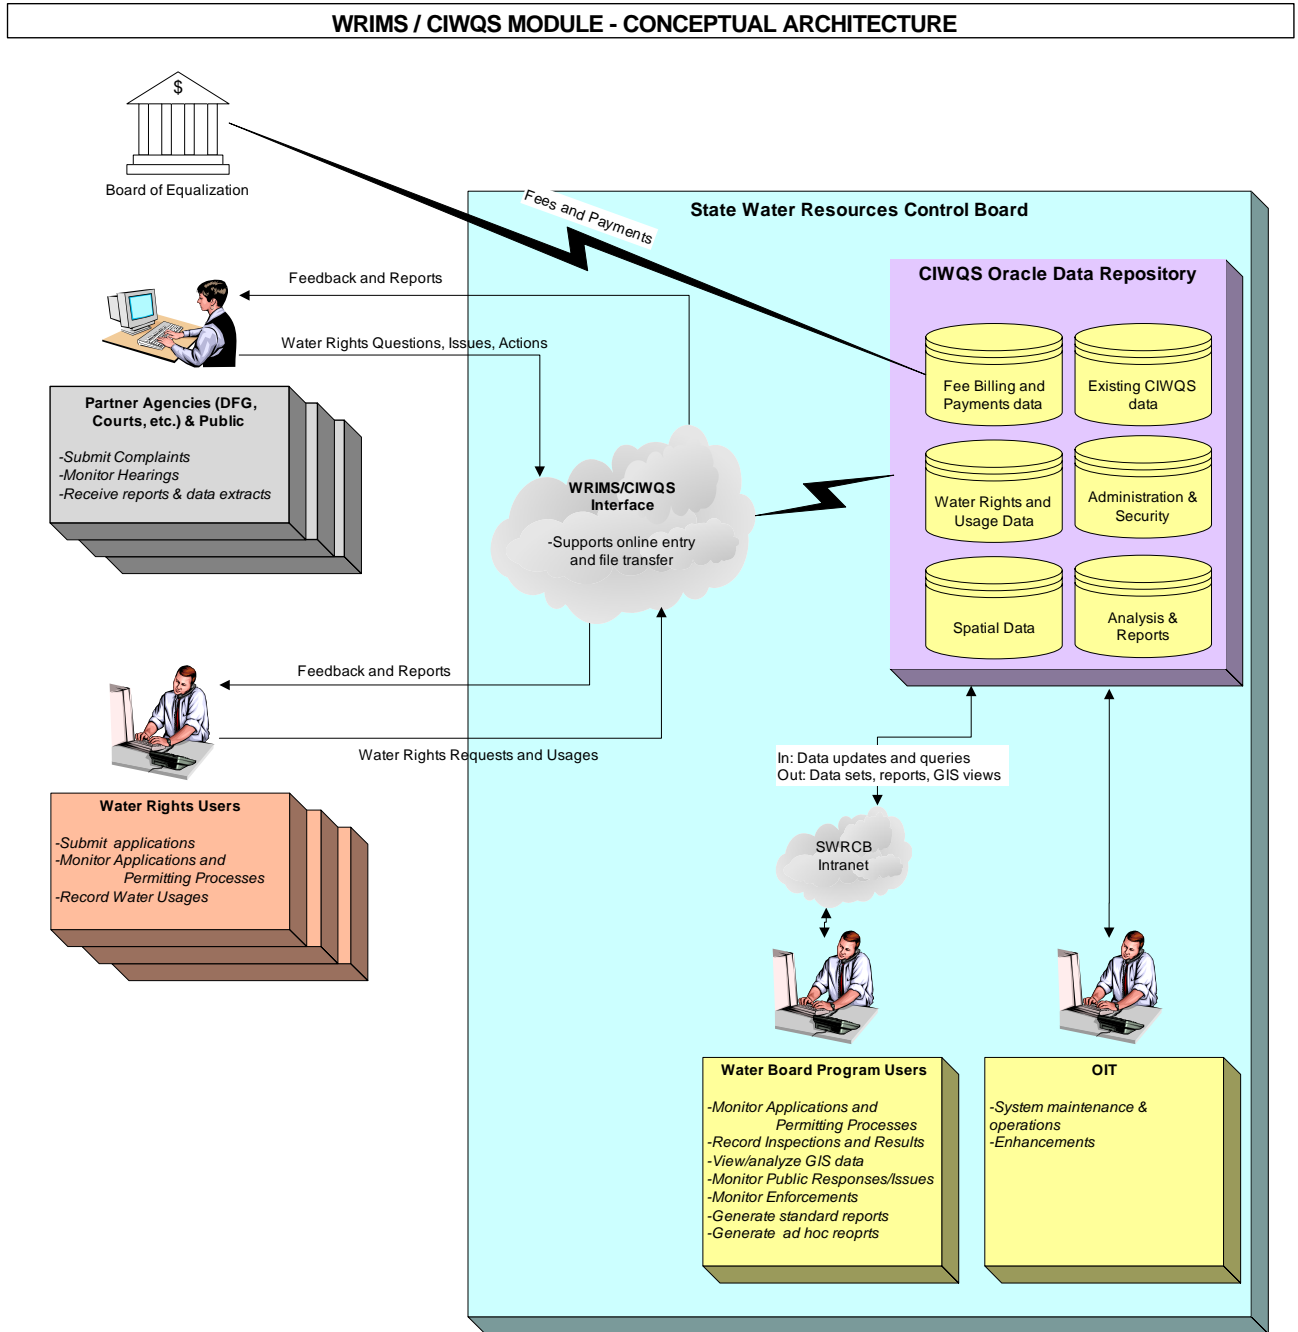 WRIMS / CIWQS MODULE - CONCEPTUAL ARCHITECTURE
$
Board of Equalization
Fees and Payments
State Water Resources Control Board
CIWQS Oracle Data Repository
Fee Billing and
Payments data
Existing CIWQS
data
Water Rights and
Usage Data
Administration &
Security
Spatial Data
Analysis &
Reports
Feedback and Reports
Water Rights Questions, Issues, Actions
Partner Agencies (DFG,
Courts, etc.) & Public
-Submit Complaints
-Monitor Hearings
-Receive reports & data extracts
WRIMS/CIWQS
Interface
-Supports online entry
and file transfer
Feedback and Reports
Water Rights Requests and Usages
Water Rights Users
-Submit applications
-Monitor Applications and
Permitting Processes
-Record Water Usages
In: Data updates and queries
Out: Data sets, reports, GIS views
SWRCB
Intranet
Water Board Program Users
-Monitor Applications and
Permitting Processes
-Record Inspections and Results
-View/analyze GIS data
-Monitor Public Responses/Issues
-Monitor Enforcements
-Generate standard reports
-Generate ad hoc reoprts
OIT
-System maintenance &
operations
-Enhancements